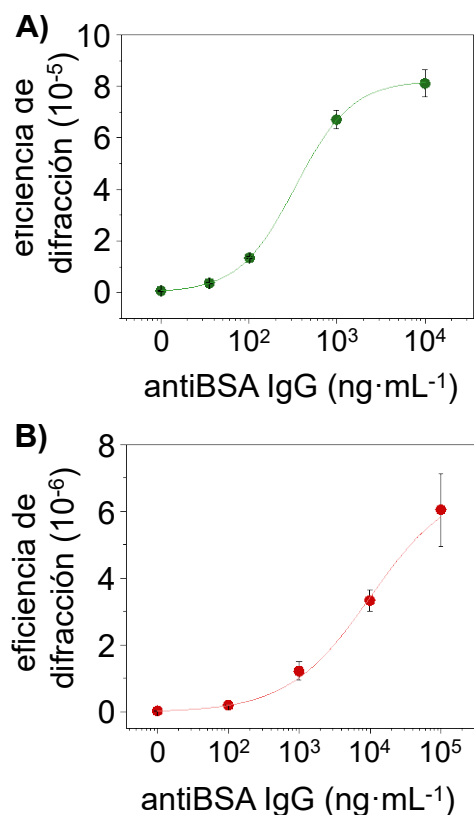 A)
eficiencia de
difracción (10⁻⁵)
10
8
6
4
2
0
0 10² 10³ 10⁴
antiBSA IgG (ng·mL⁻¹)
B)
eficiencia de
difracción (10⁻⁶)
8
6
4
2
0
0 10² 10³ 10⁴ 10⁵
antiBSA IgG (ng·mL⁻¹)